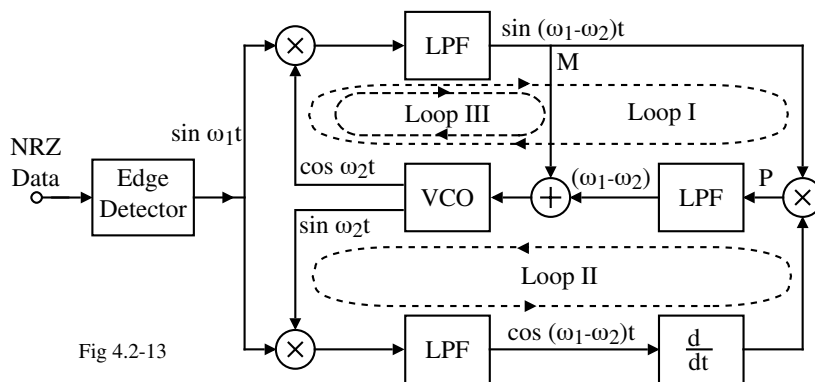 LPF
sin (ω1-ω2)t
M
Loop III
Loop I
sin ω1t
NRZ
Data
Edge
Detector
cos ω2t
VCO
+
(ω1-ω2)
LPF
P
×
×
sin ω2t
Loop II
Fig 4.2-13
×
LPF
cos (ω1-ω2)t
d
dt